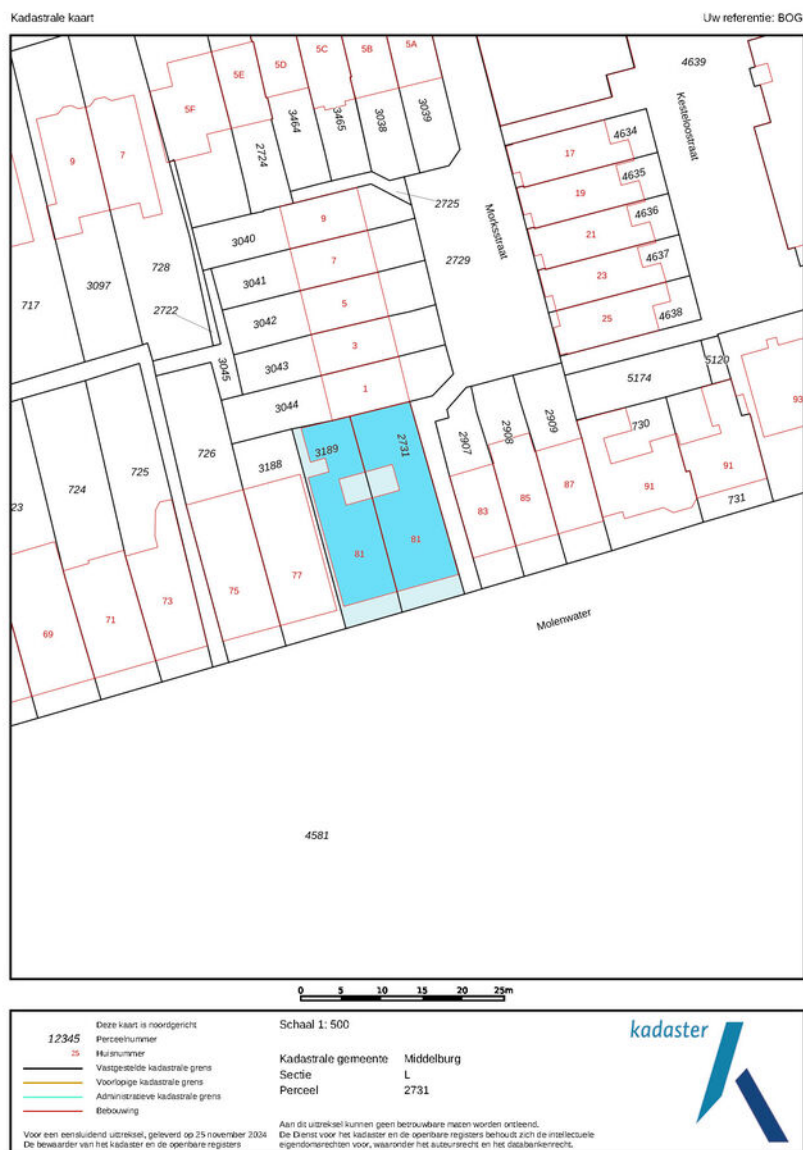 Kadastrale kaart
Uw referentie: BOG
5F
5E
5D
5C
5B
5A
4639
9
7
2724
3464
3465
3038
3039
Kesteloostraat
17
4634
19
4635
21
4636
23
4637
25
4638
2725
Morksstraat
2729
3040
9
717
3097
728
2722
3041
7
3042
5
3045
3043
3
3044
1
5174
5120
93
23
724
725
726
3188
3189
2731
2907
2908
2909
730
91
91
731
83
85
87
81
81
69
71
73
75
77
Molenwater
4581
0 5 10 15 20 25m
Deze kaart is noordgericht
12345 Perceelnummer
25 Huisnummer
Vastgestelde kadastrale grens
Voorlopige kadastrale grens
Administratieve kadastrale grens
Bebouwing
Voor een eensluidend uittreksel, geleverd op 25 november 2024
De bewaarder van het kadaster en de openbare registers
Schaal 1: 500
Kadastrale gemeente Middelburg
Sectie L
Perceel 2731
Aan dit uittreksel kunnen geen betrouwbare maten worden ontleend.
De Dienst voor het kadaster en de openbare registers behoudt zich de intellectuele
eigendomsrechten voor, waaronder het auteursrecht en het databankenrecht.
kadaster